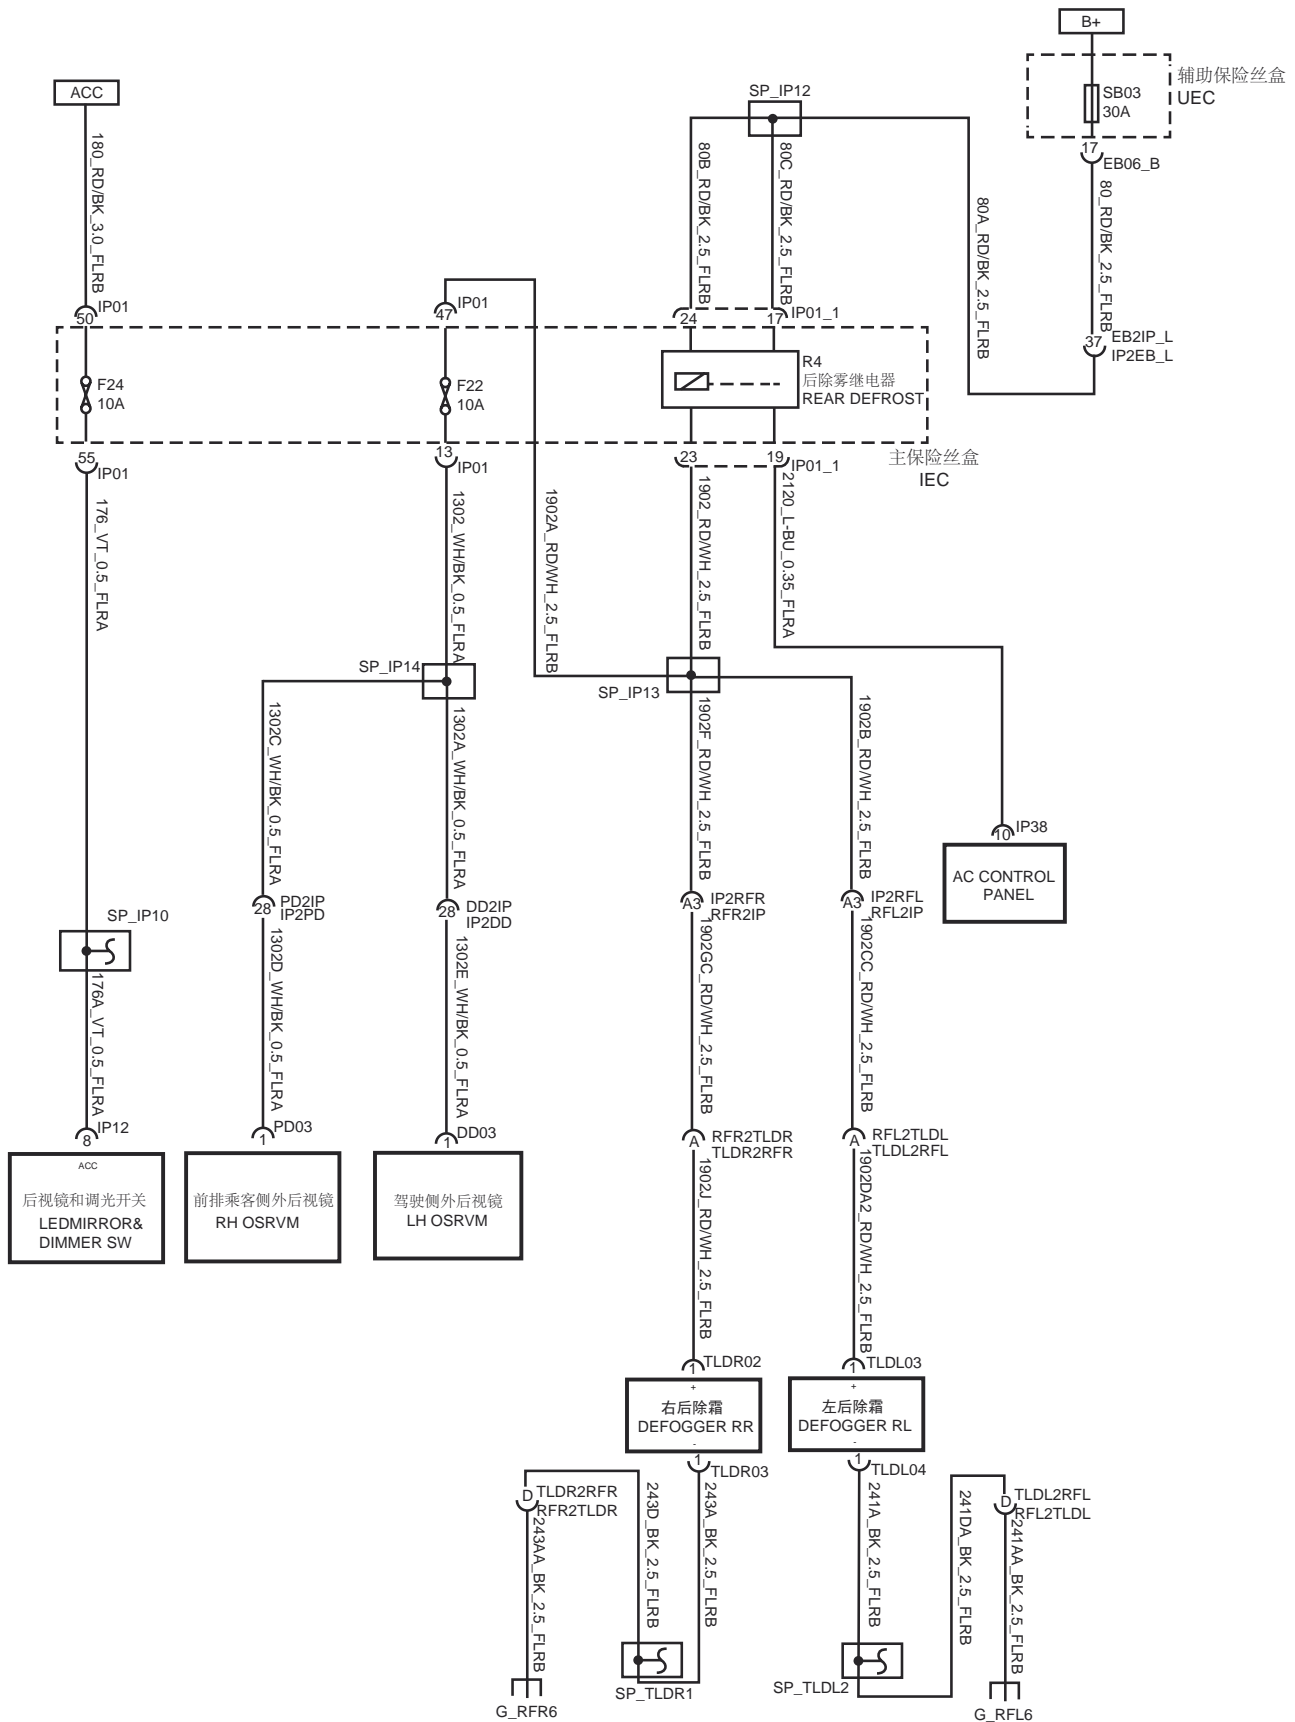 B+
辅助保险丝盒
UEC
SB03
30A
17
EB06_B
80_RD/BK_2.5_FLRB
37
EB2IP_L
IP2EB_L
ACC
180_RD/BK_3.0_FLRB
SP_IP12
80B_RD/BK_2.5_FLRB
80C_RD/BK_2.5_FLRB
80A_RD/BK_2.5_FLRB
50
IP01
47
IP01
24
17
IP01_1
F24
10A
F22
10A
R4
后除雾继电器
REAR DEFROST
55
IP01
13
IP01
23
19
IP01_1
主保险丝盒
IEC
176_VT_0.5_FLRA
1302_WH/BK_0.5_FLRA
1902A_RD/WH_2.5_FLRB
1902_RD/WH_2.5_FLRB
2120_L-BU_0.35_FLRA
SP_IP14
SP_IP13
1302C_WH/BK_0.5_FLRA
1302A_WH/BK_0.5_FLRA
1902F_RD/WH_2.5_FLRB
1902B_RD/WH_2.5_FLRB
10
IP38
AC CONTROL
PANEL
SP_IP10
28
PD2IP
IP2PD
28
DD2IP
IP2DD
A3
IP2RFR
RFR2IP
A3
IP2RFL
RFL2IP
176A_VT_0.5_FLRA
1302D_WH/BK_0.5_FLRA
1302E_WH/BK_0.5_FLRA
1902GC_RD/WH_2.5_FLRB
1902CC_RD/WH_2.5_FLRB
8
IP12
1
PD03
1
DD03
A
RFR2TLDR
TLDR2RFR
A
RFL2TLDL
TLDL2RFL
ACC
后视镜和调光开关
LEDMIRROR&
DIMMER SW
前排乘客侧外后视镜
RH OSRVM
驾驶侧外后视镜
LH OSRVM
1902J_RD/WH_2.5_FLRB
1902DA2_RD/WH_2.5_FLRB
1
TLDR02
1
TLDL03
+
右后除霜
DEFOGGER RR
-
+
左后除霜
DEFOGGER RL
-
1
TLDR03
1
TLDL04
D
TLDR2RFR
RFR2TLDR
D
TLDL2RFL
RFL2TLDL
243AA_BK_2.5_FLRB
243D_BK_2.5_FLRB
243A_BK_2.5_FLRB
241A_BK_2.5_FLRB
241DA_BK_2.5_FLRB
241AA_BK_2.5_FLRB
SP_TLDR1
SP_TLDL2
G_RFR6
G_RFL6